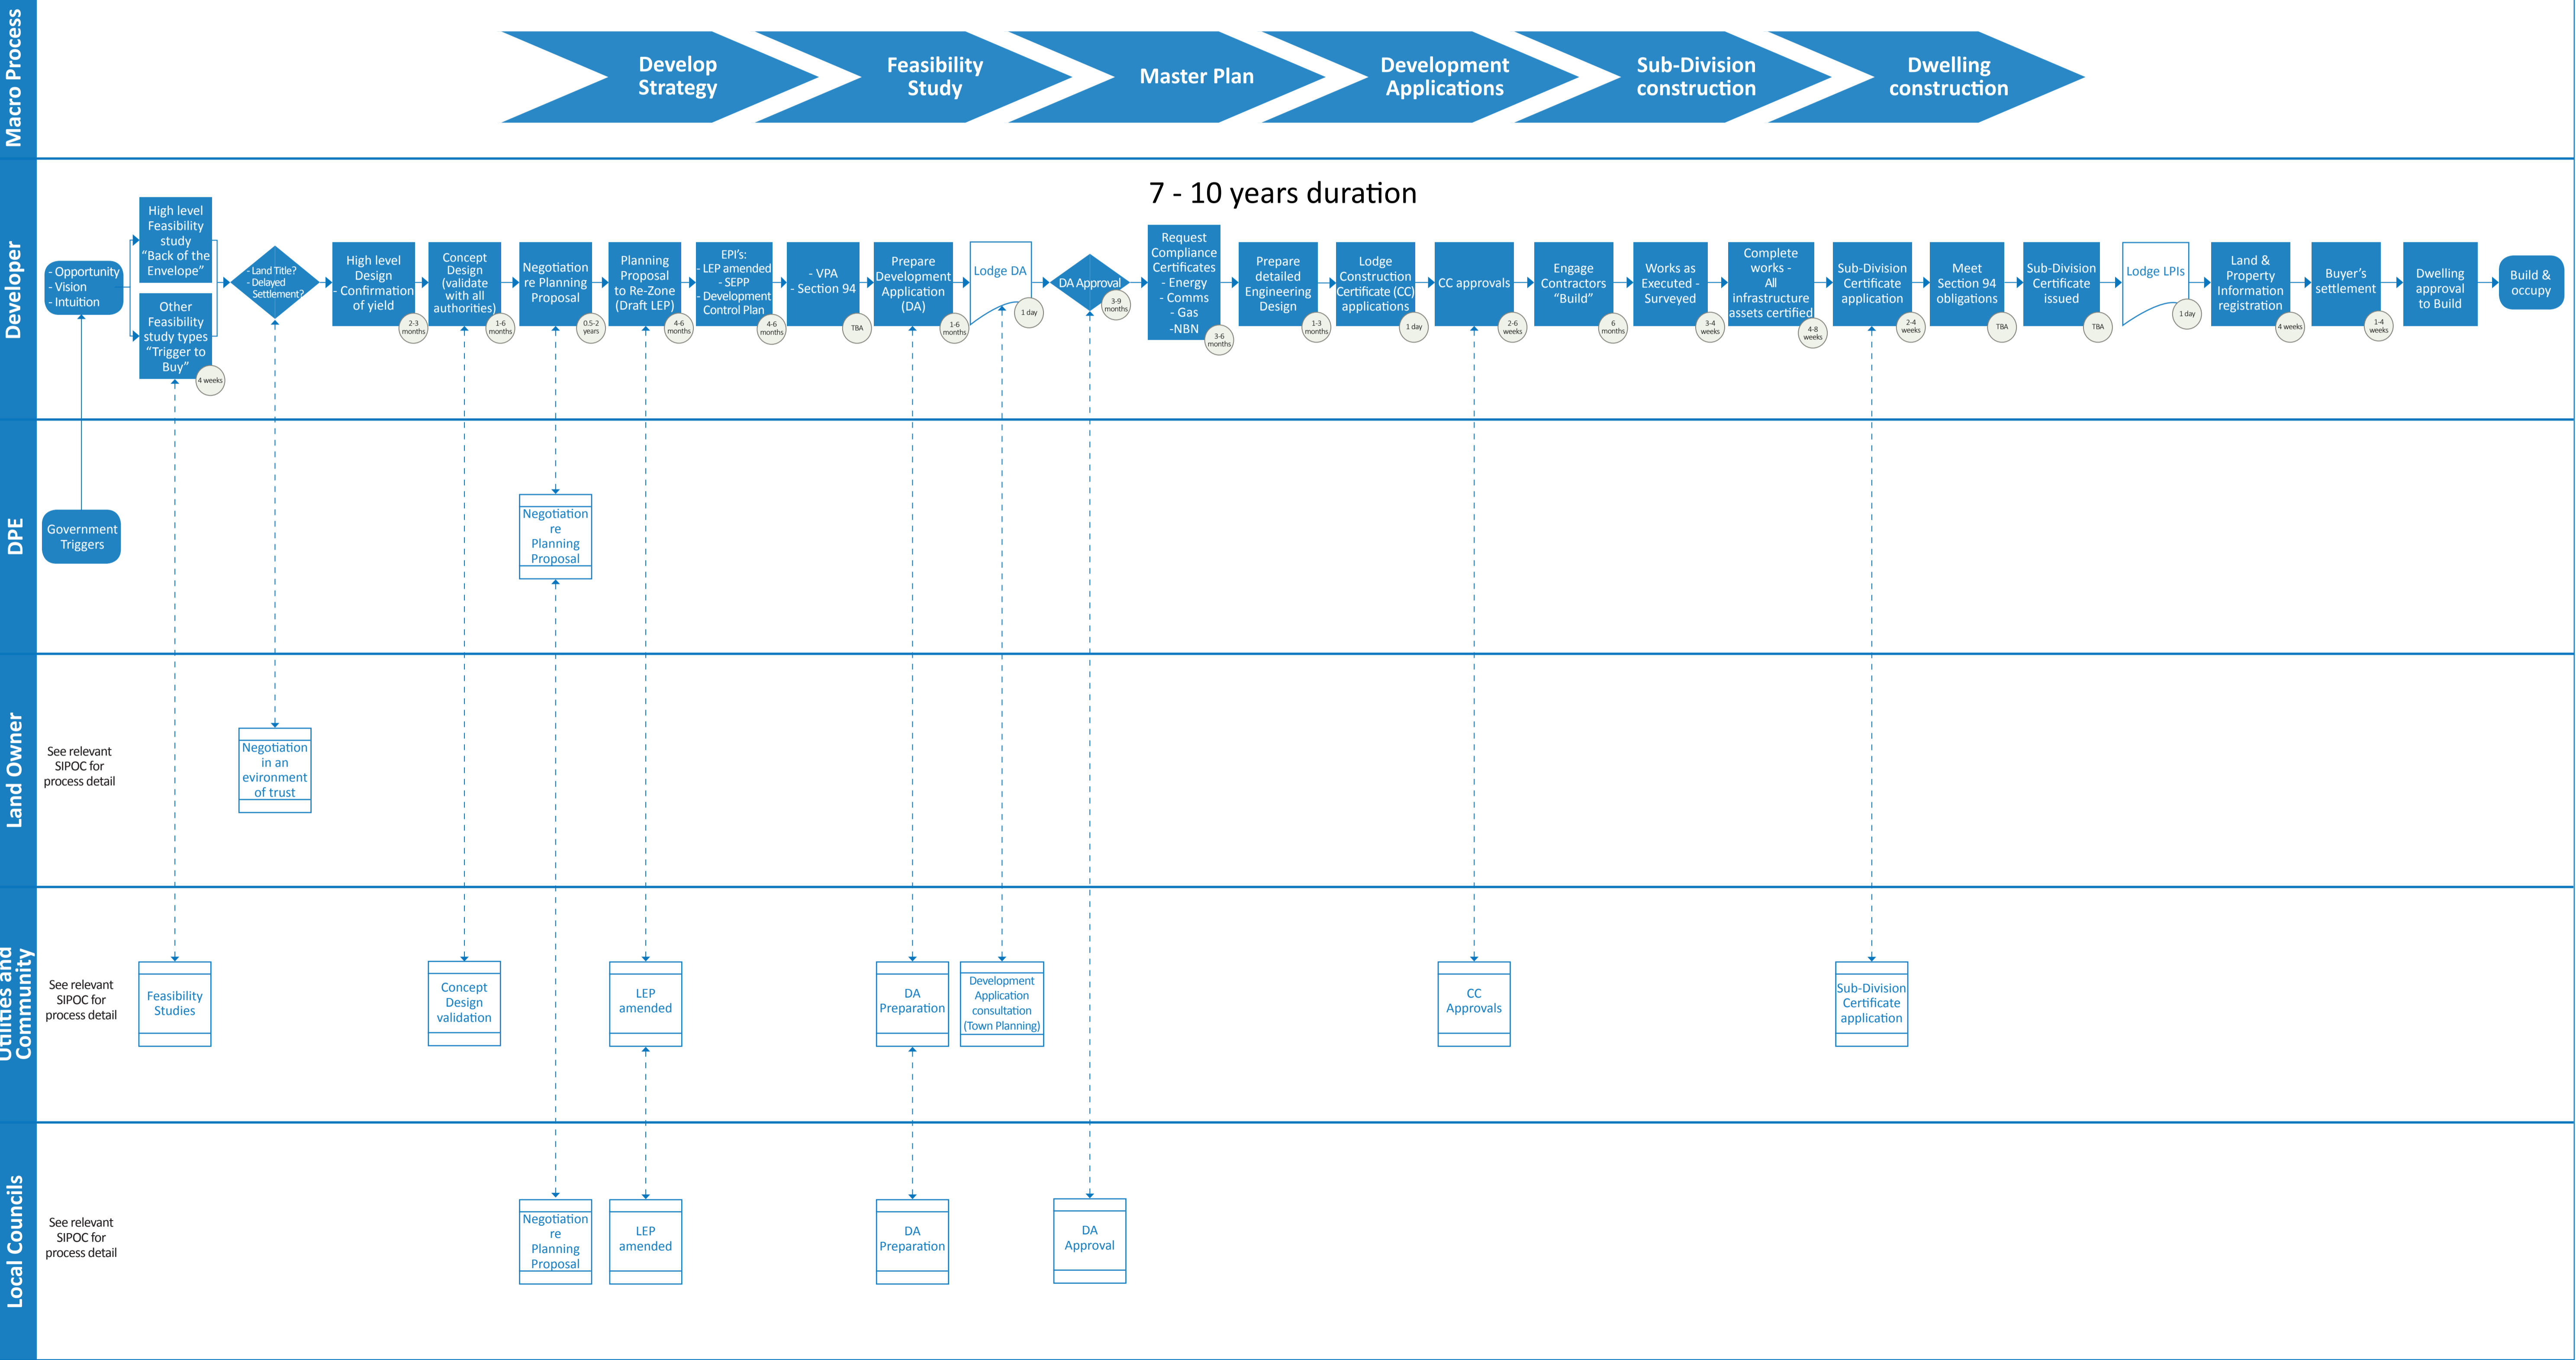 Macro Process
Develop
Strategy
Feasibility
Study
Master Plan
Development
Applications
Sub-Division
construction
Dwelling
construction
Developer
7 - 10 years duration
- Opportunity
- Vision
- Intuition
High level
Feasibility
study
“Back of the
Envelope”
Other
Feasibility
study types
“Trigger to
Buy”
4 weeks
- Land Title?
- Delayed
Settlement?
High level
Design
- Confirmation
of yield
2-3
months
Concept
Design
(validate
with all
authorities)
1-6
months
Negotiation
re Planning
Proposal
0.5-2
years
Planning
Proposal
to Re-Zone
(Draft LEP)
4-6
months
EPI’s:
- LEP amended
- SEPP
- Development
Control Plan
4-6
months
- VPA
- Section 94
TBA
Prepare
Development
Application
(DA)
1-6
months
Lodge DA
1 day
DA Approval
3-9
months
Request
Compliance
Certificates
- Energy
- Comms
- Gas
-NBN
3-6
months
Prepare
detailed
Engineering
Design
1-3
months
Lodge
Construction
Certificate (CC)
applications
1 day
CC approvals
2-6
weeks
Engage
Contractors
“Build”
6
months
Works as
Executed -
Surveyed
3-4
weeks
Complete
works -
All
infrastructure
assets certified
4-8
weeks
Sub-Division
Certificate
application
2-4
weeks
Meet
Section 94
obligations
TBA
Sub-Division
Certificate
issued
TBA
Lodge LPIs
1 day
Land &
Property
Information
registration
4 weeks
Buyer’s
settlement
1-4
weeks
Dwelling
approval
to Build
Build &
occupy
DPE
Government
Triggers
Negotiation
re
Planning
Proposal
Land Owner
See relevant
SIPOC for
process detail
Negotiation
in an
evironment
of trust
Utilities and
Community
See relevant
SIPOC for
process detail
Feasibility
Studies
Concept
Design
validation
LEP
amended
DA
Preparation
Development
Application
consultation
(Town Planning)
CC
Approvals
Sub-Division
Certificate
application
Local Councils
See relevant
SIPOC for
process detail
Negotiation
re
Planning
Proposal
LEP
amended
DA
Preparation
DA
Approval